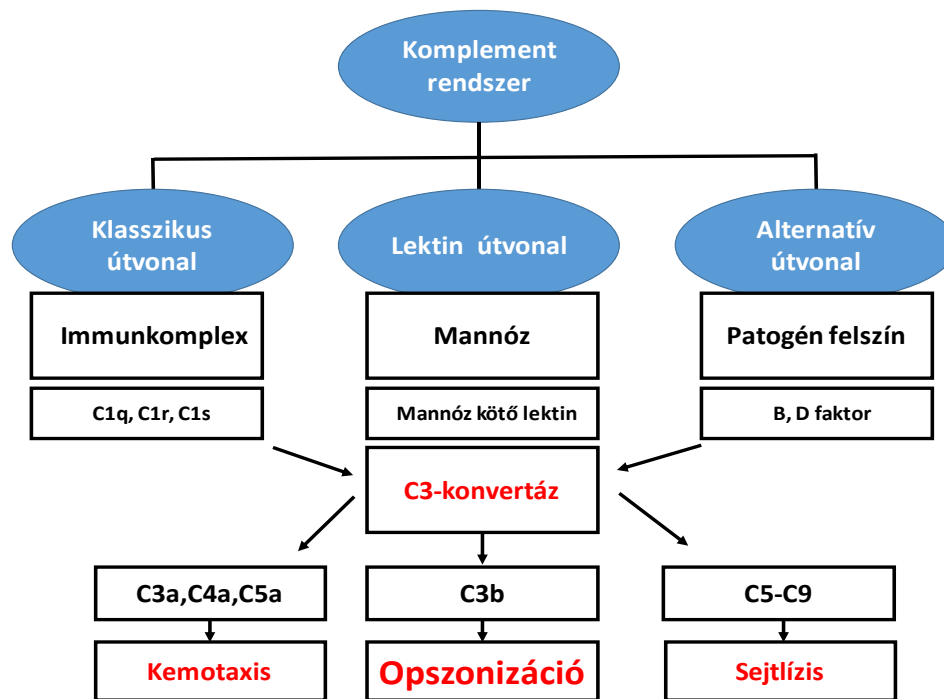 Komplement
rendszer
Klasszikus
útvonal
Lektin útvonal
Alternatív
útvonal
Immunkomplex
Mannóz
Patogén felszín
C1q, C1r, C1s
Mannóz kötő lektin
B, D faktor
C3-konvertáz
C3a,C4a,C5a
C3b
C5-C9
Kemotaxis
Opszonizáció
Sejtlízis